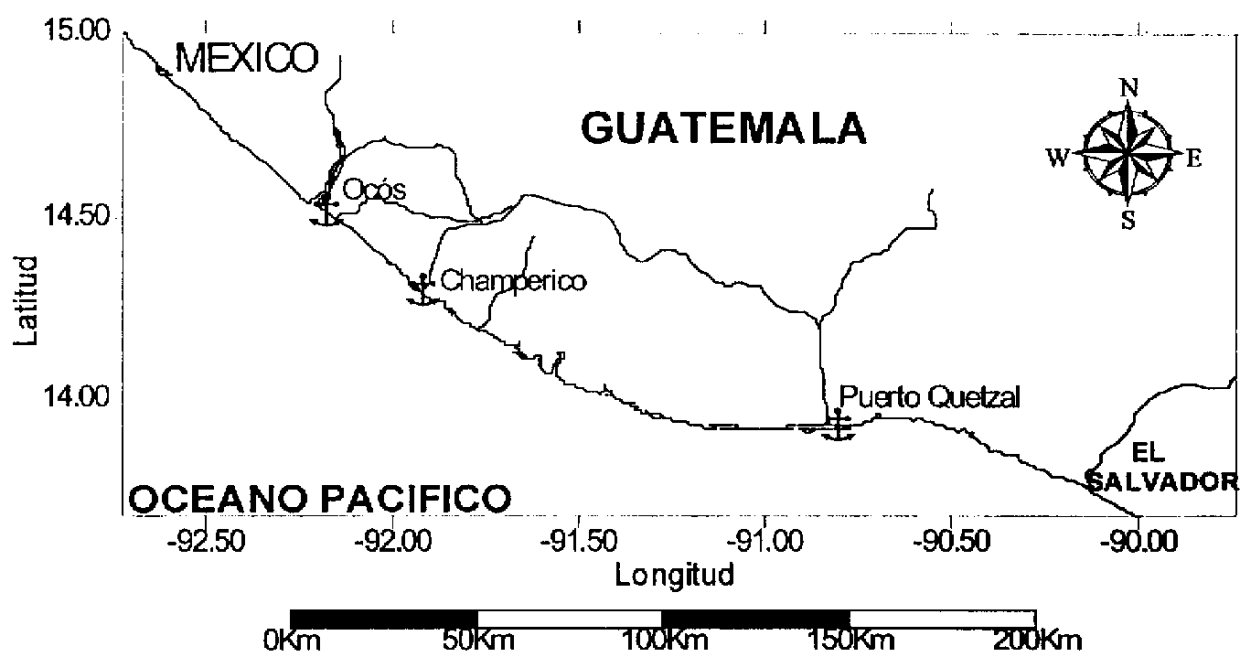 15.00
MEXICO
GUATEMALA
N
W
E
S
Ocós
14.50
Champerico
Latitud
14.00
Puerto Quetzal
EL
SALVADOR
OCEANO PACIFICO
-92.50 -92.00 -91.50 -91.00 -90.50 -90.00
Longitud
0Km 50Km 100Km 150Km 200Km